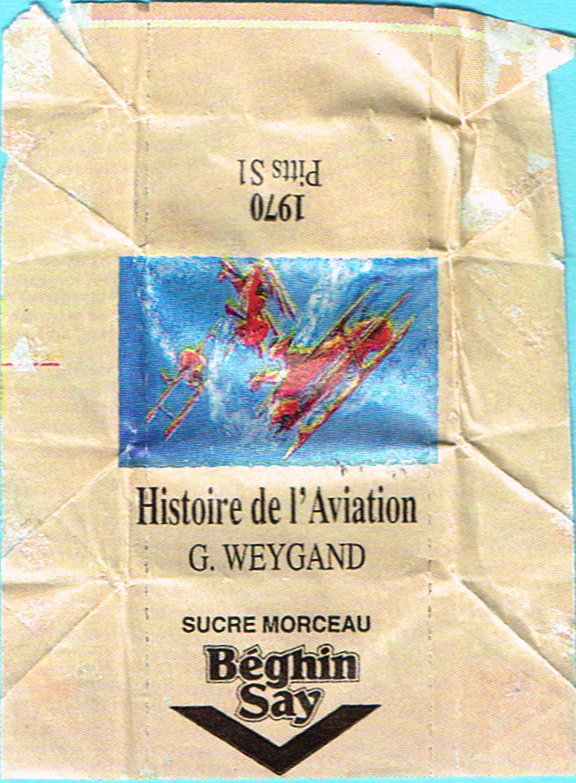 1970
Pitts S1
Histoire de l'Aviation
G. WEYGAND
SUCRE MORCEAU
Béghin
Say